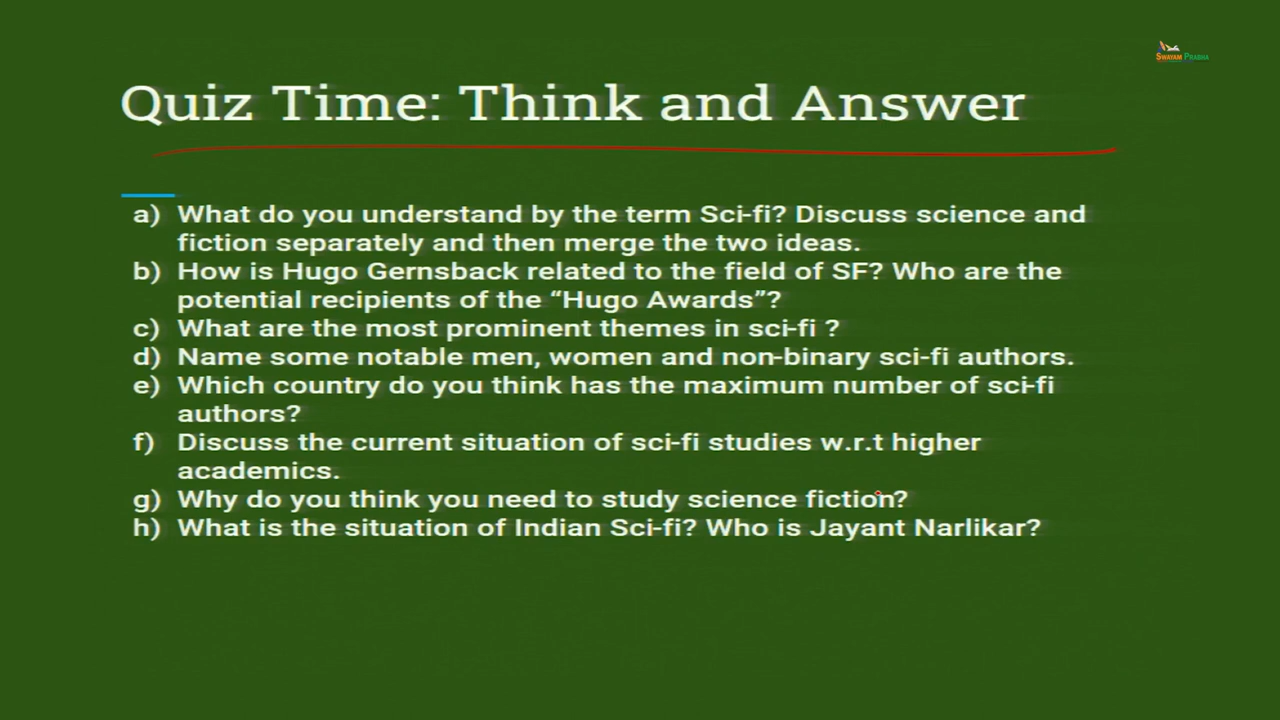 SWAYAM PRABHA
Quiz Time: Think and Answer
a) What do you understand by the term Sci-fi? Discuss science and
fiction separately and then merge the two ideas.
b) How is Hugo Gernsback related to the field of SF? Who are the
potential recipients of the “Hugo Awards”?
c) What are the most prominent themes in sci-fi ?
d) Name some notable men, women and non-binary sci-fi authors.
e) Which country do you think has the maximum number of sci-fi
authors?
f) Discuss the current situation of sci-fi studies w.r.t higher
academics.
g) Why do you think you need to study science fiction?
h) What is the situation of Indian Sci-fi? Who is Jayant Narlikar?